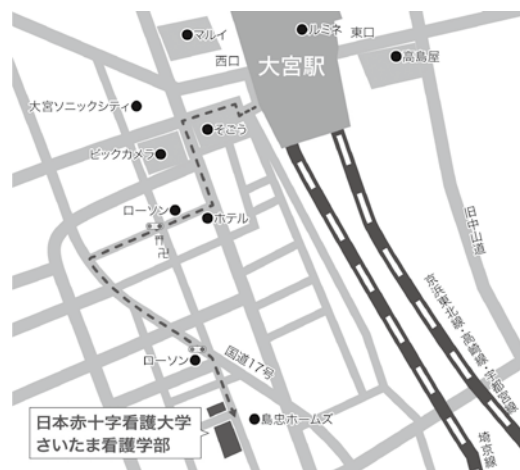 マルイ
ルミネ
東口
西口
大宮駅
高島屋
大宮ソニックシティ
そごう
ビックカメラ
ローソン
ホテル
卍
旧中山道
京浜東北線・高崎線・宇都宮線
国道17号
ローソン
島忠ホームズ
日本赤十字看護大学
さいたま看護学部
埼京線